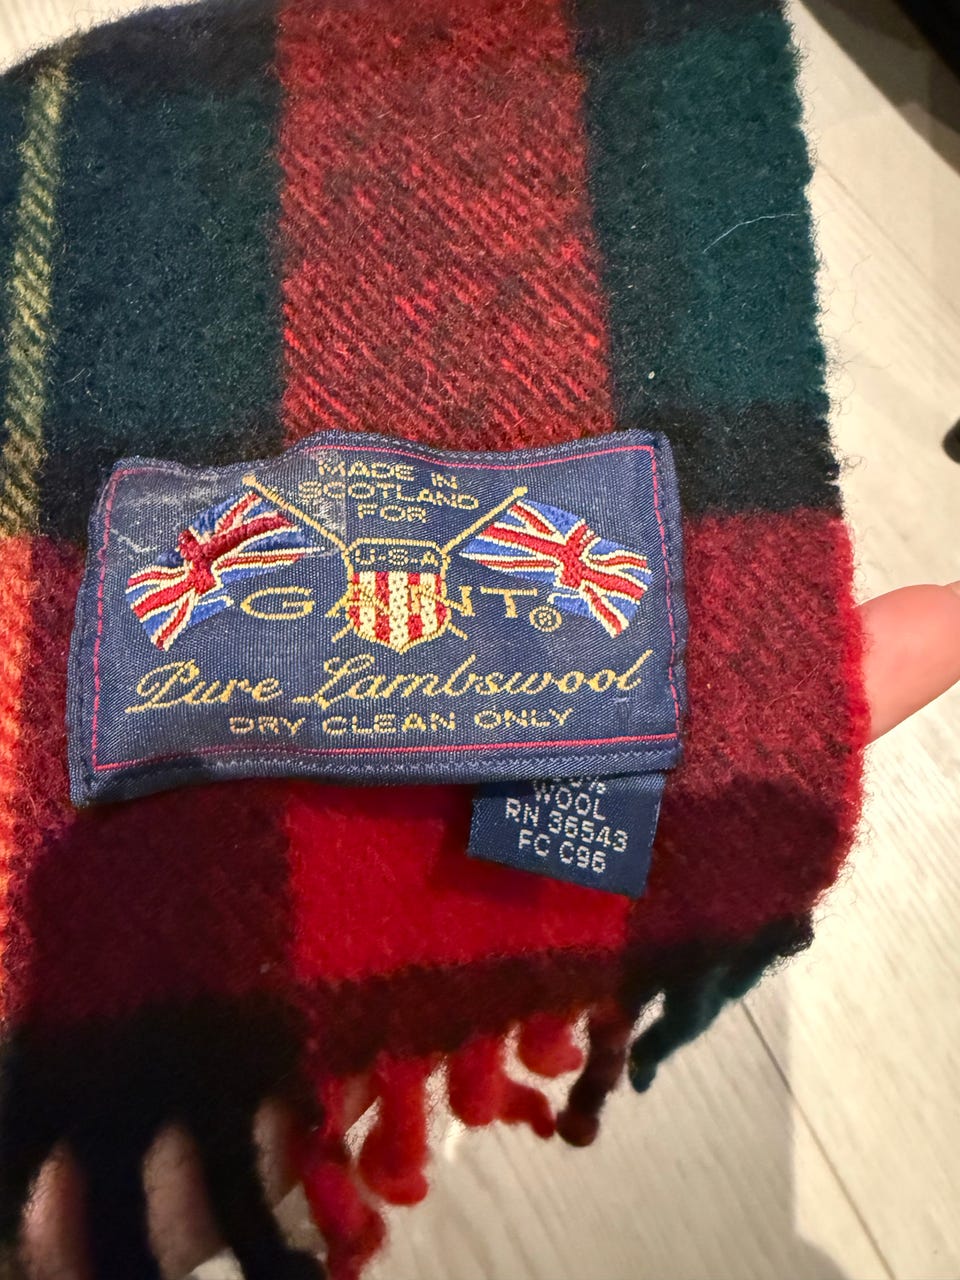 MADE IN
SCOTLAND
FOR
U·S·A
GANT®
Pure Lambswool
DRY CLEAN ONLY
WOOL
RN 36543
FC C96